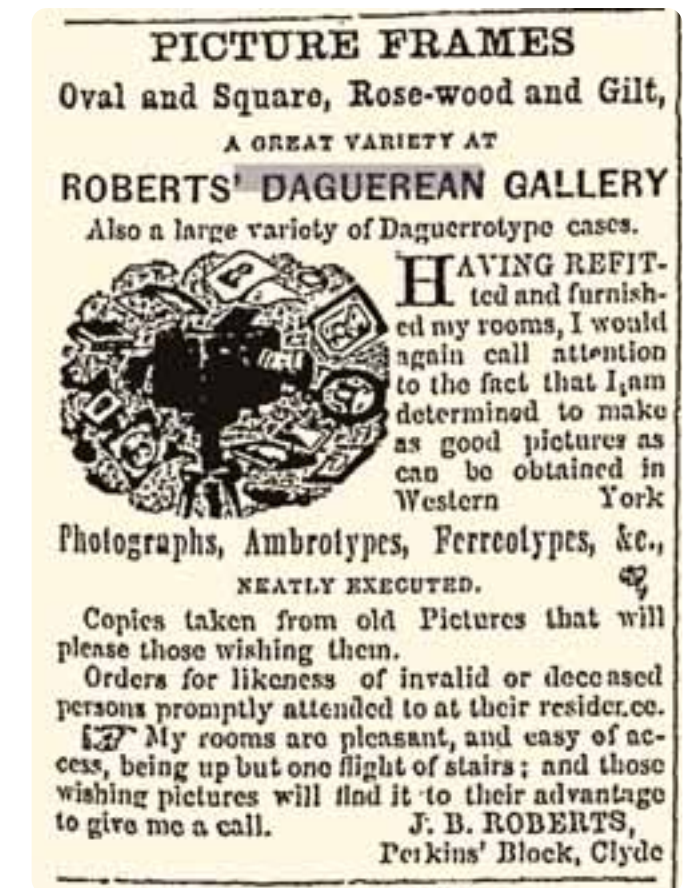 PICTURE FRAMES
Oval and Square, Rose-wood and Gilt,
A GREAT VARIETY AT
ROBERTS' DAGUEREAN GALLERY
Also a large variety of Daguerrotype cases.
HAVING REFIT-
ted and furnish-
ed my rooms, I would
again call attention
to the fact that I am
determined to make
as good pictures as
can be obtained in
Western York
Photographs, Ambrotypes, Ferreotypes, &c.,
NEATLY EXECUTED.
Copies taken from old Pictures that will
please those wishing them.
Orders for likeness of invalid or deceased
persons promptly attended to at their residence.
☞ My rooms are pleasant, and easy of ac-
cess, being up but one flight of stairs; and those
wishing pictures will find it to their advantage
to give me a call. J. B. ROBERTS,
Perkins' Block, Clyde